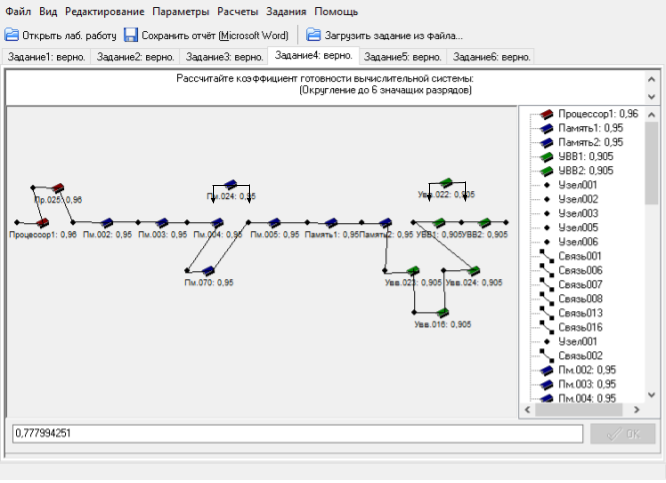 Файл Вид Редактирование Параметры Расчеты Задания Помощь
Открыть лаб. работу Сохранить отчёт (Microsoft Word) Загрузить задание из файла...
Задание1: верно. Задание2: верно. Задание3: верно. Задание4: верно. Задание5: верно. Задание6: верно.
Рассчитайте коэффициент готовности вычислительной системы:
(Округление до 6 значащих разрядов)
Пр.025: 0,96
Пм.024: 0,95
Увв.022: 0,905
Процессор1: 0,96 Пм.002: 0,95 Пм.003: 0,95 Пм.004: 0,95 Пм.005: 0,95 Память1: 0,95 Память2: 0,95 УВВ1: 0,905 УВВ2: 0,905
Пм.070: 0,95 Увв.023: 0,905 Увв.024: 0,905
Увв.016: 0,905
Процессор1: 0,96
Память1: 0,95
Память2: 0,95
УВВ1: 0,905
УВВ2: 0,905
Узел001
Узел002
Узел003
Узел005
Узел006
Связь001
Связь006
Связь007
Связь008
Связь013
Связь016
Узел001
Связь002
Пм.002: 0,95
Пм.003: 0,95
Пм.004: 0,95
0,777994251
OK